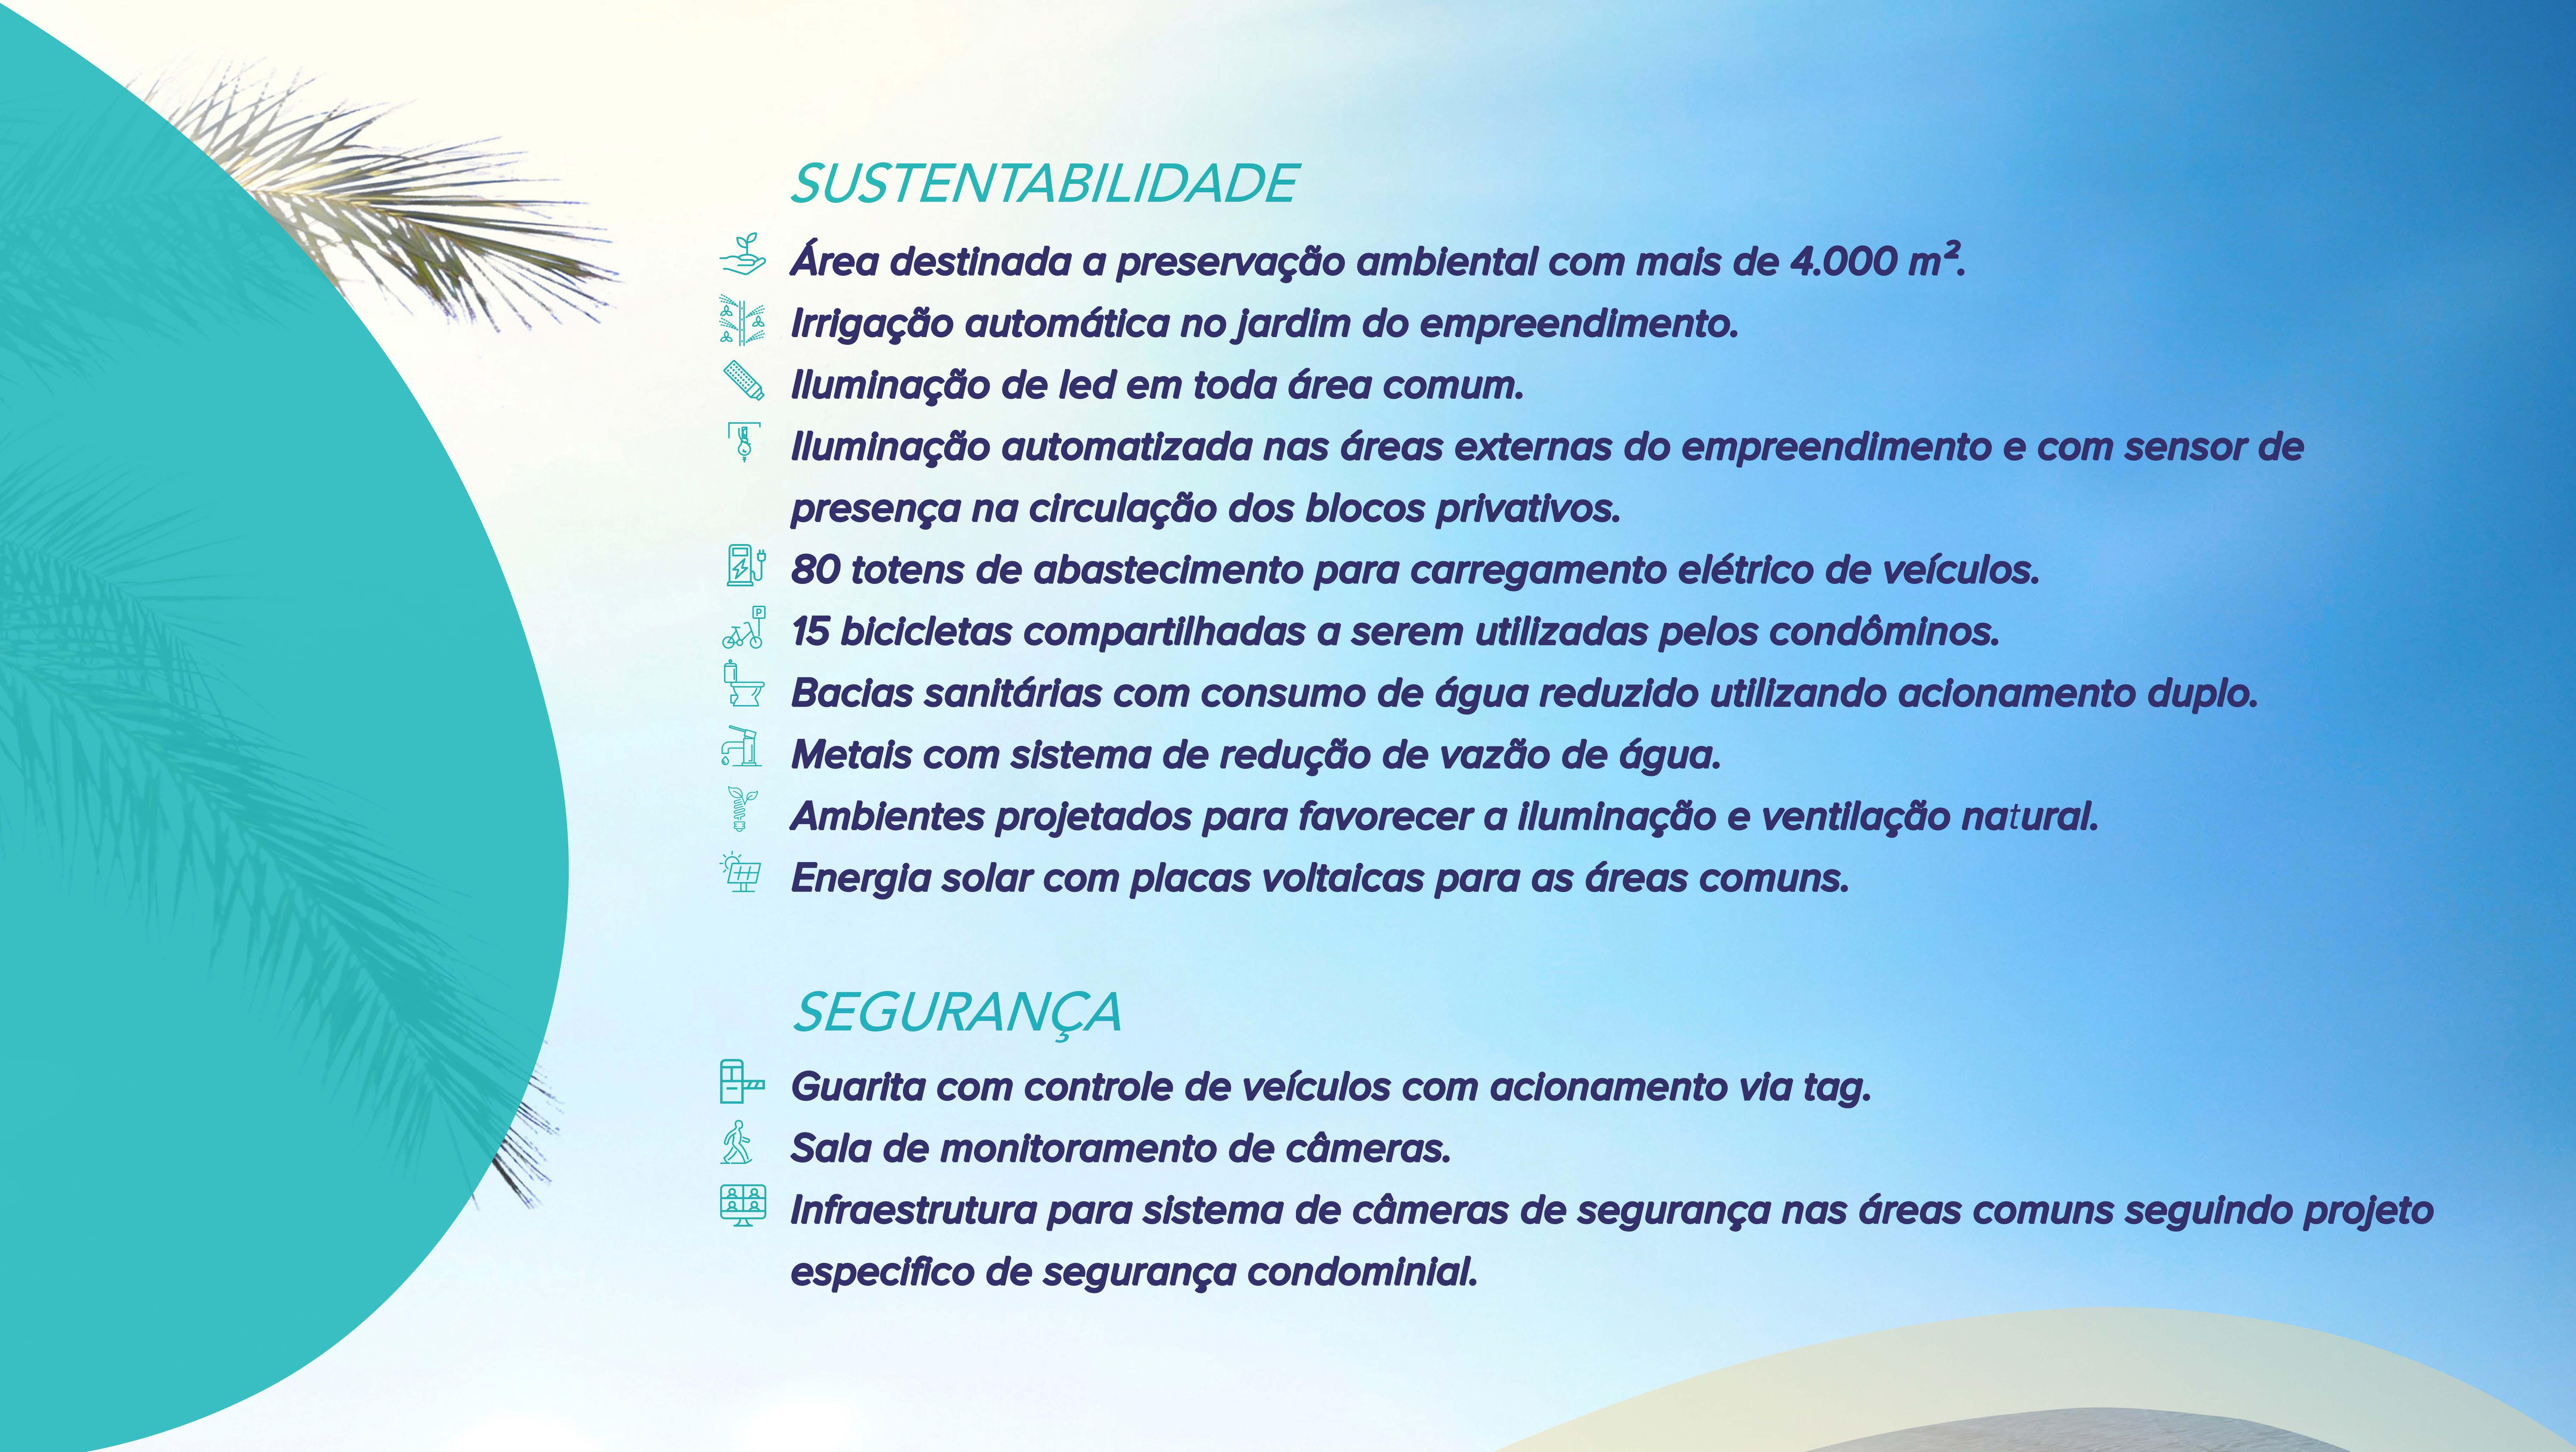 SUSTENTABILIDADE
Área destinada a preservação ambiental com mais de 4.000 m².
Irrigação automática no jardim do empreendimento.
Iluminação de led em toda área comum.
Iluminação automatizada nas áreas externas do empreendimento e com sensor de
presença na circulação dos blocos privativos.
80 totens de abastecimento para carregamento elétrico de veículos.
P
15 bicicletas compartilhadas a serem utilizadas pelos condôminos.
Bacias sanitárias com consumo de água reduzido utilizando acionamento duplo.
Metais com sistema de redução de vazão de água.
Ambientes projetados para favorecer a iluminação e ventilação natural.
Energia solar com placas voltaicas para as áreas comuns.
SEGURANÇA
Guarita com controle de veículos com acionamento via tag.
Sala de monitoramento de câmeras.
Infraestrutura para sistema de câmeras de segurança nas áreas comuns seguindo projeto
especifico de segurança condominial.